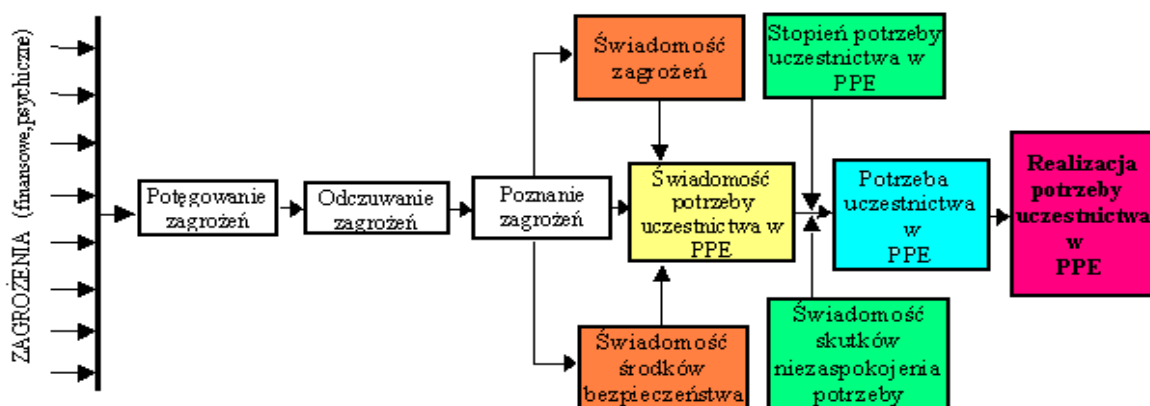 ZAGROŻENIA (finansowe,psychiczne)
Potęgowanie
zagrożeń
Odczuwanie
zagrożeń
Poznanie
zagrożeń
Świadomość
zagrożeń
Świadomość
potrzeby
uczestnictwa w
PPE
Świadomość
środków
bezpieczeństwa
Stopień potrzeby
uczestnictwa w
PPE
Świadomość
skutków
niezaspokojenia
potrzeby
Potrzeba
uczestnictwa
w
PPE
Realizacja
potrzeby
uczestnictwa
w
PPE